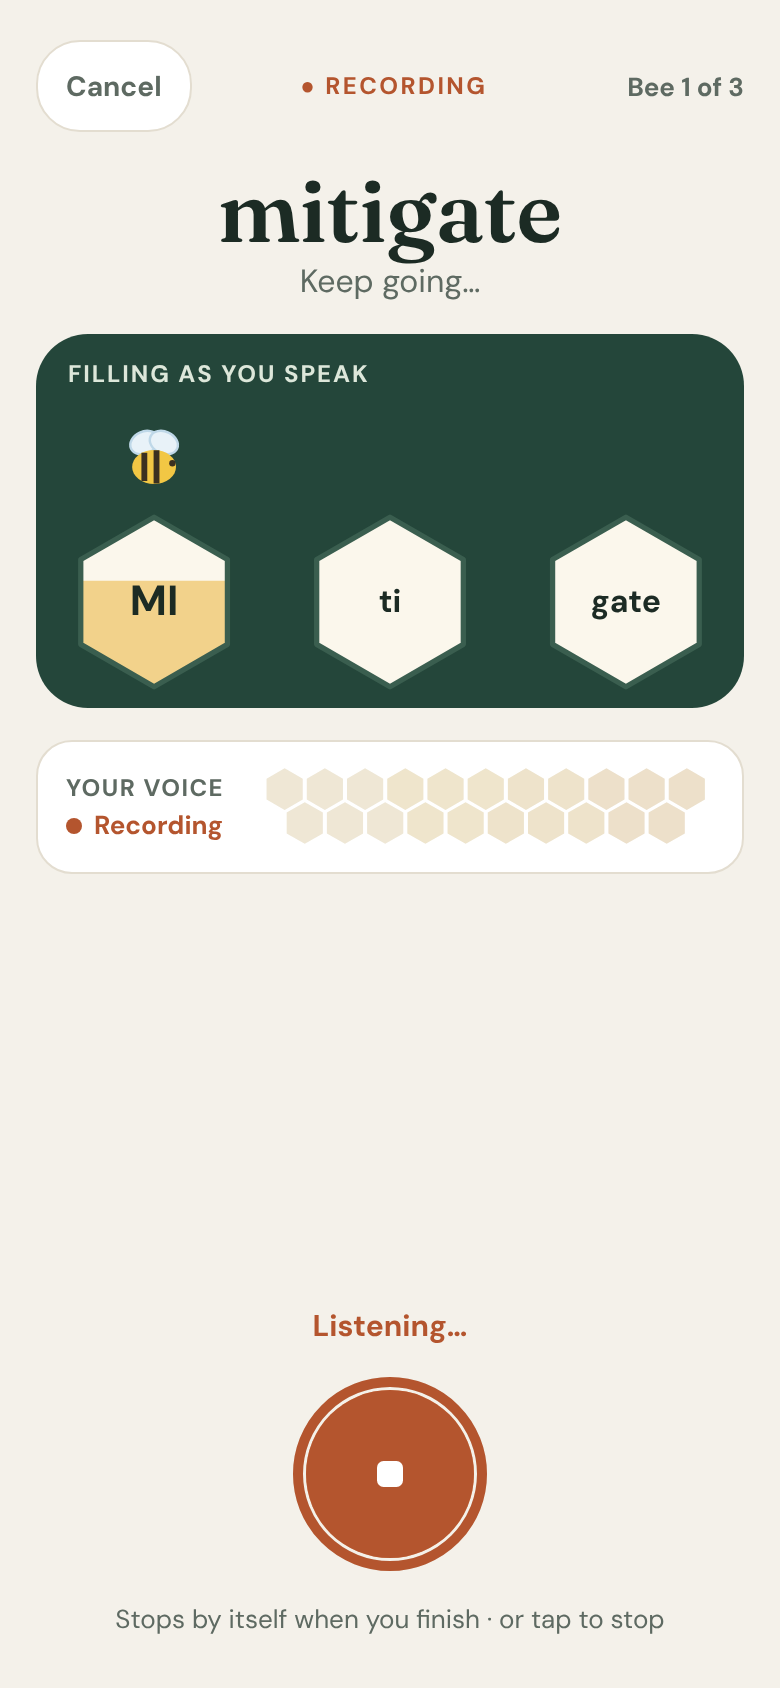 Cancel
• RECORDING
Bee 1 of 3
mitigate
Keep going...
FILLING AS YOU SPEAK
MI
ti
gate
YOUR VOICE
Recording
Listening...
Stops by itself when you finish · or tap to stop